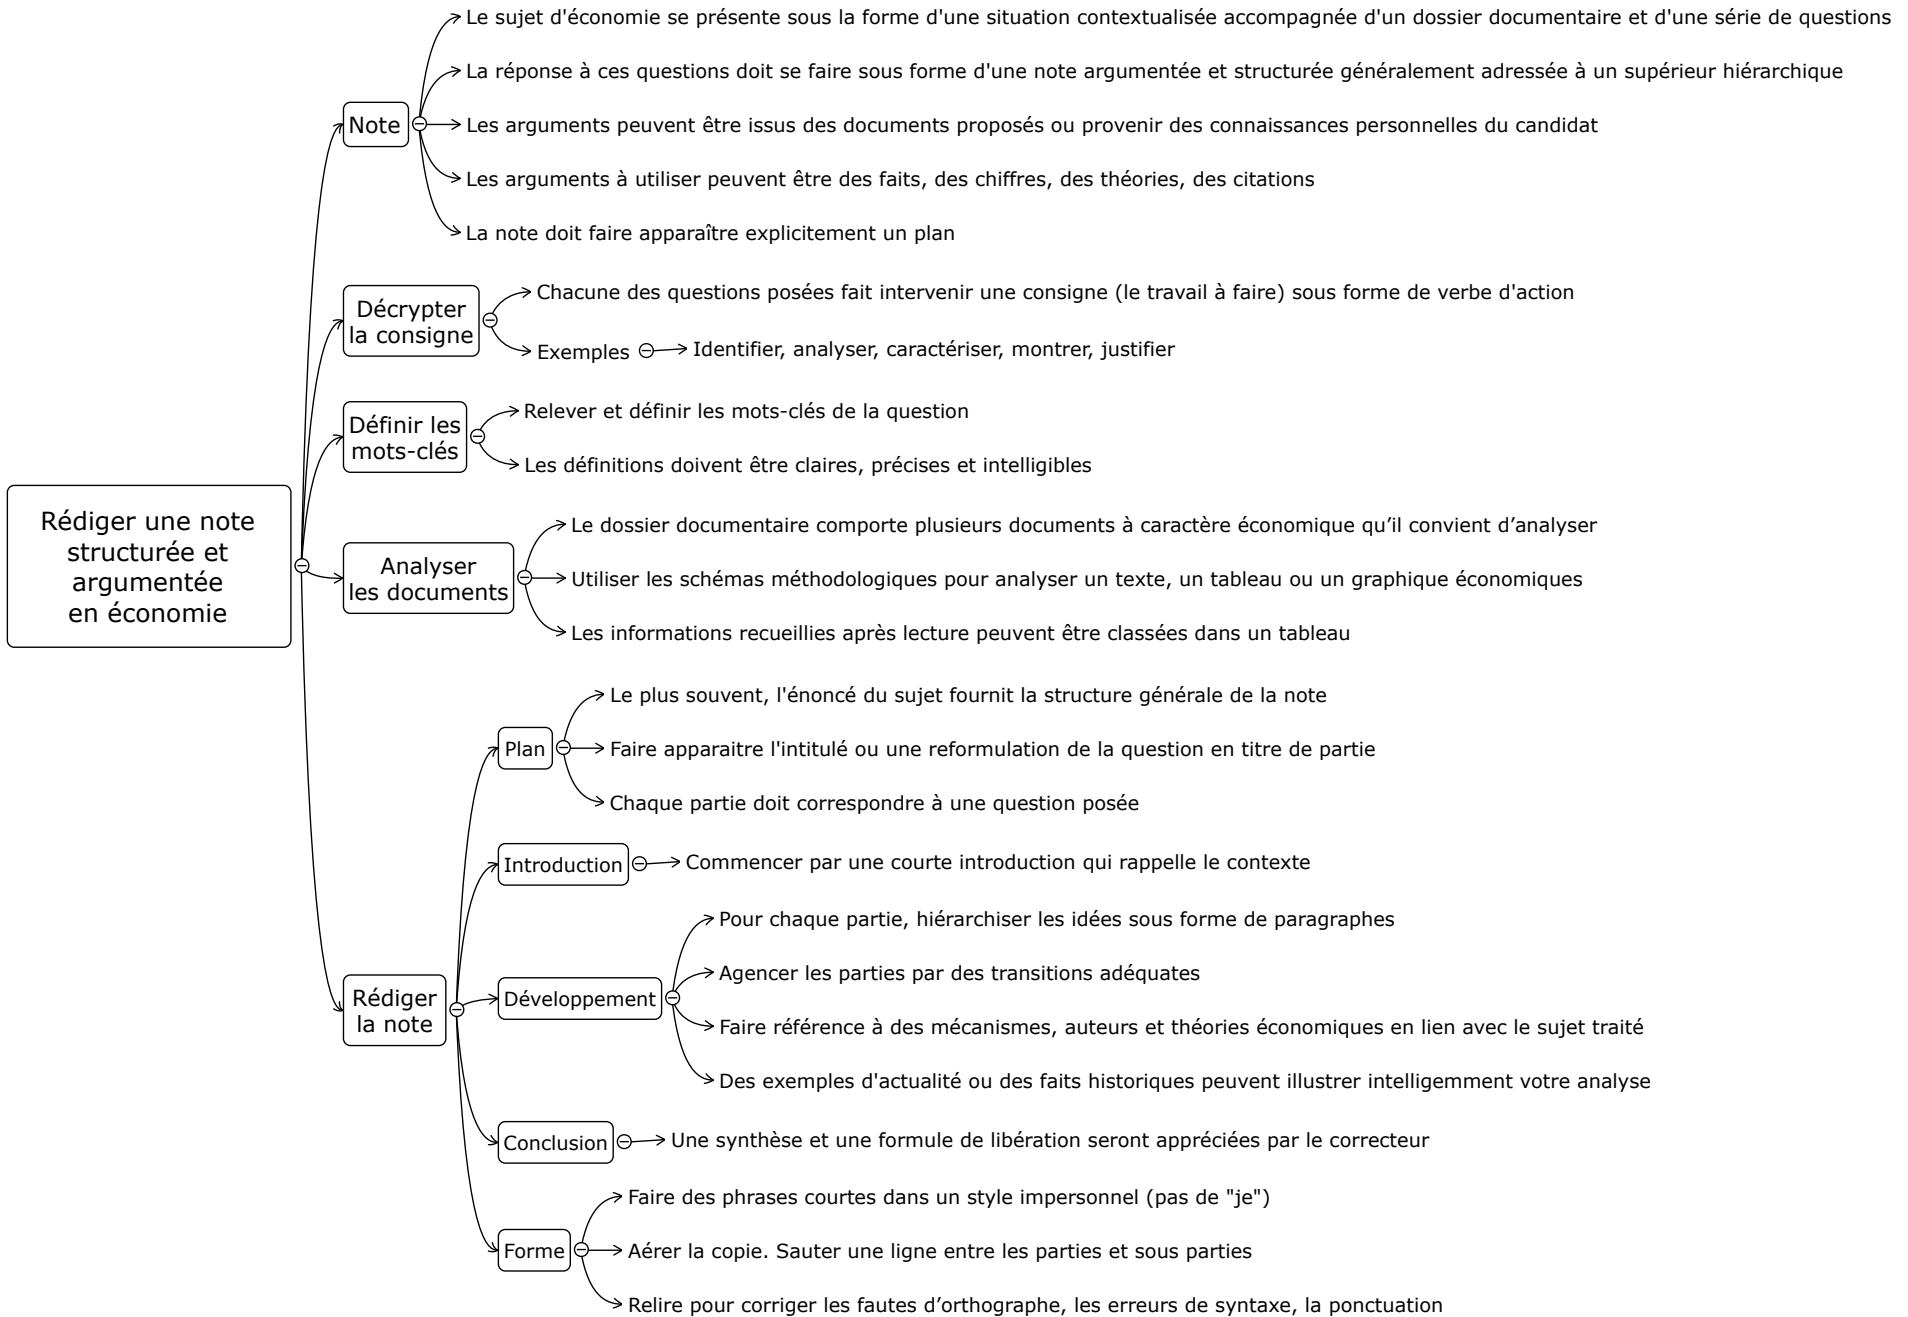 Rédiger une note
structurée et
argumentée
en économie
Note
Le sujet d'économie se présente sous la forme d'une situation contextualisée accompagnée d'un dossier documentaire et d'une série de questions
La réponse à ces questions doit se faire sous forme d'une note argumentée et structurée généralement adressée à un supérieur hiérarchique
Les arguments peuvent être issus des documents proposés ou provenir des connaissances personnelles du candidat
Les arguments à utiliser peuvent être des faits, des chiffres, des théories, des citations
La note doit faire apparaître explicitement un plan
Décrypter
la consigne
Chacune des questions posées fait intervenir une consigne (le travail à faire) sous forme de verbe d'action
Exemples
Identifier, analyser, caractériser, montrer, justifier
Définir les
mots-clés
Relever et définir les mots-clés de la question
Les définitions doivent être claires, précises et intelligibles
Analyser
les documents
Le dossier documentaire comporte plusieurs documents à caractère économique qu’il convient d’analyser
Utiliser les schémas méthodologiques pour analyser un texte, un tableau ou un graphique économiques
Les informations recueillies après lecture peuvent être classées dans un tableau
Rédiger
la note
Plan
Le plus souvent, l'énoncé du sujet fournit la structure générale de la note
Faire apparaitre l'intitulé ou une reformulation de la question en titre de partie
Chaque partie doit correspondre à une question posée
Introduction
Commencer par une courte introduction qui rappelle le contexte
Développement
Pour chaque partie, hiérarchiser les idées sous forme de paragraphes
Agencer les parties par des transitions adéquates
Faire référence à des mécanismes, auteurs et théories économiques en lien avec le sujet traité
Des exemples d'actualité ou des faits historiques peuvent illustrer intelligemment votre analyse
Conclusion
Une synthèse et une formule de libération seront appréciées par le correcteur
Forme
Faire des phrases courtes dans un style impersonnel (pas de "je")
Aérer la copie. Sauter une ligne entre les parties et sous parties
Relire pour corriger les fautes d’orthographe, les erreurs de syntaxe, la ponctuation